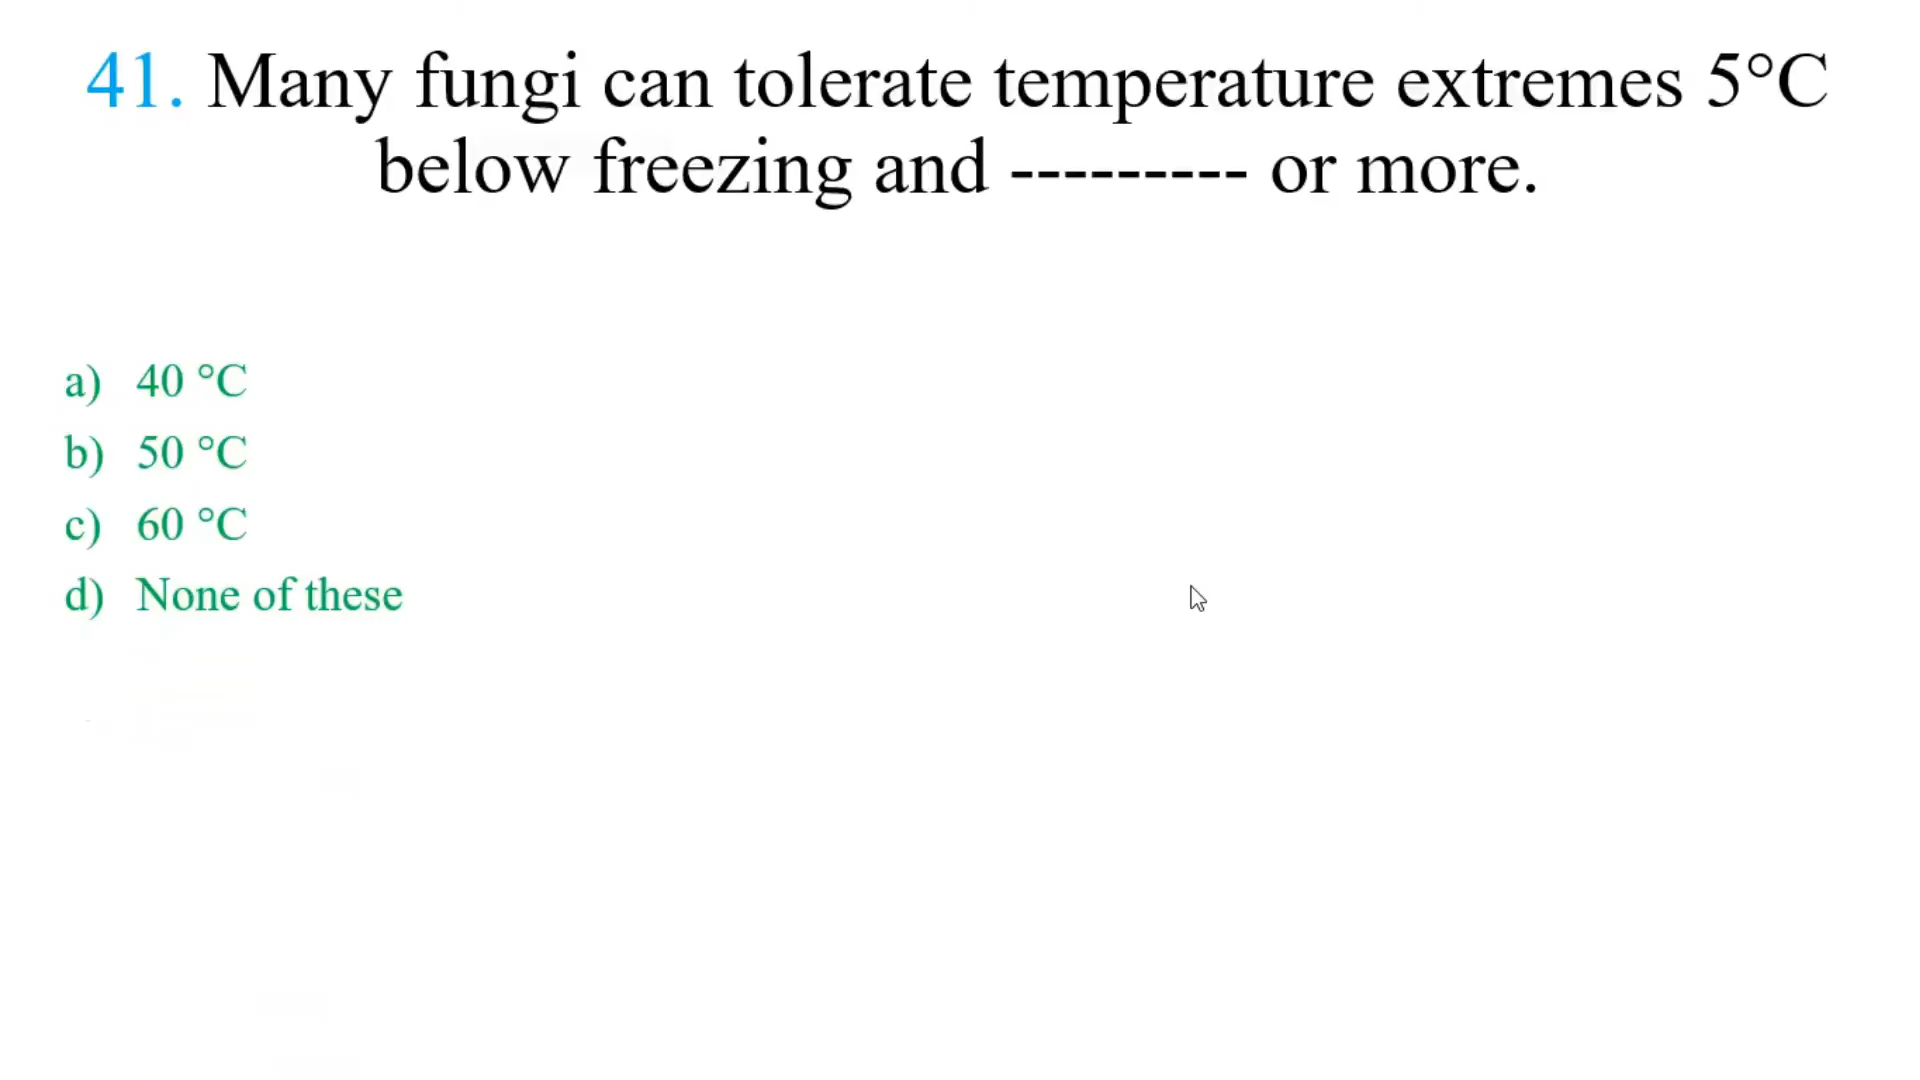 41. Many fungi can tolerate temperature extremes 5°C
below freezing and --------- or more.
a) 40 °C
b) 50 °C
c) 60 °C
d) None of these